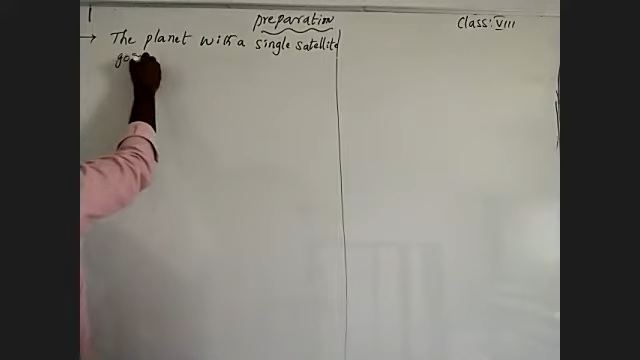 preparation
Class: VIII
→ The planet with a single satellite